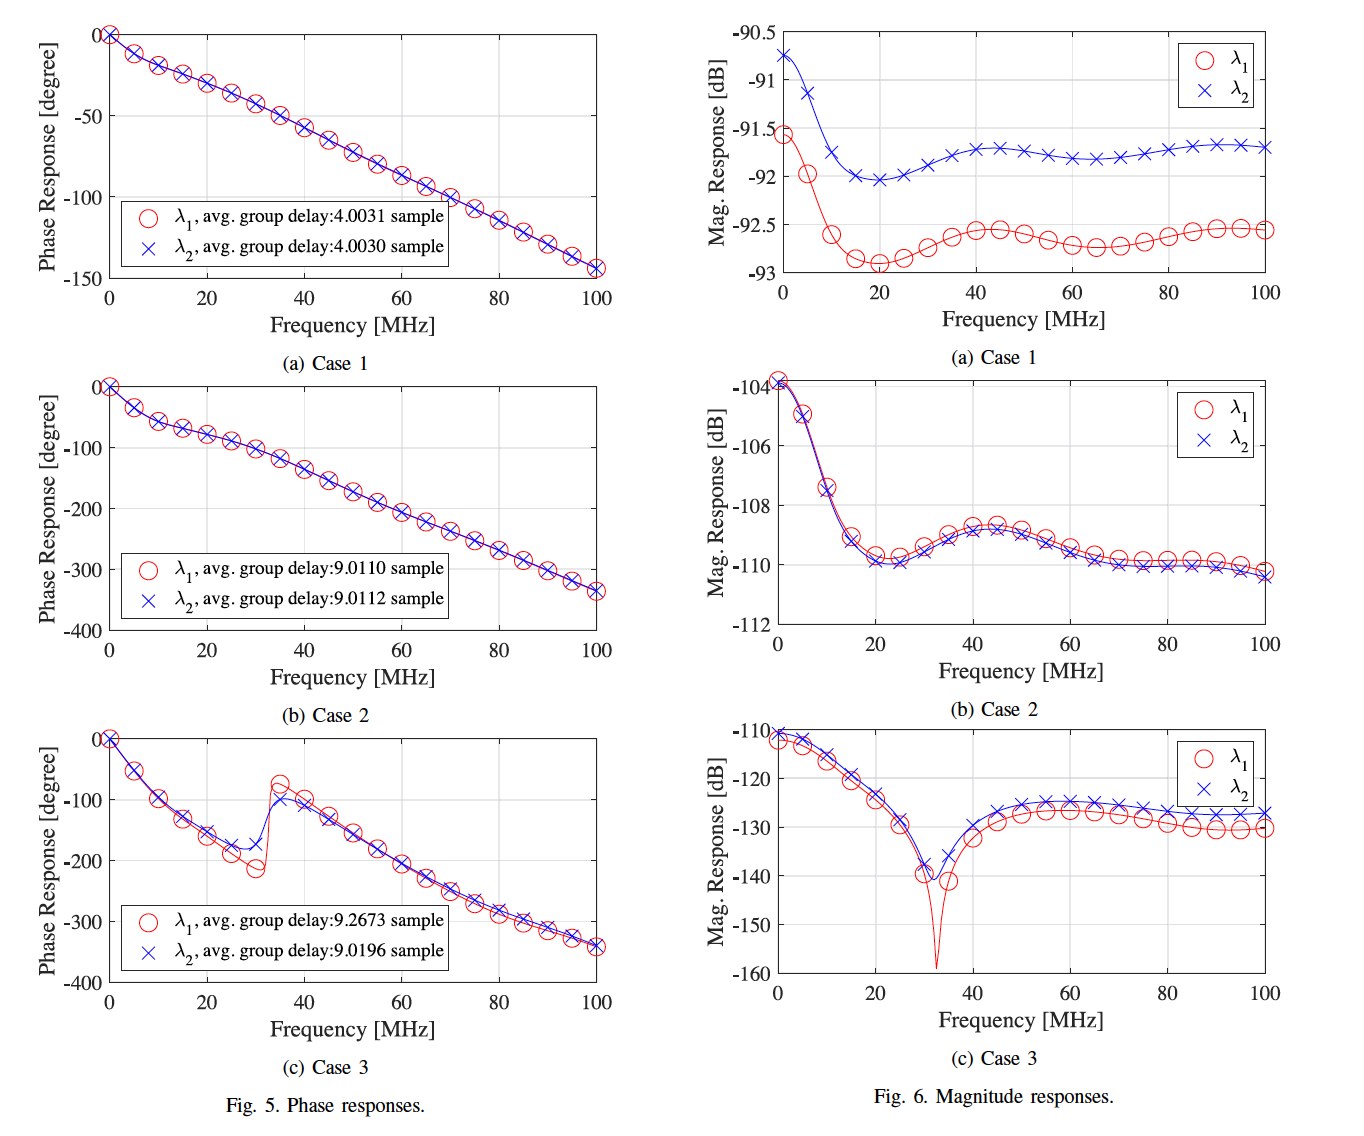 Phase Response [degree]
0
-50
-100
-150
λ1, avg. group delay:4.0031 sample
λ2, avg. group delay:4.0030 sample
0 20 40 60 80 100
Frequency [MHz]
(a) Case 1
Phase Response [degree]
0
-100
-200
-300
-400
λ1, avg. group delay:9.0110 sample
λ2, avg. group delay:9.0112 sample
0 20 40 60 80 100
Frequency [MHz]
(b) Case 2
Phase Response [degree]
0
-100
-200
-300
-400
λ1, avg. group delay:9.2673 sample
λ2, avg. group delay:9.0196 sample
0 20 40 60 80 100
Frequency [MHz]
(c) Case 3
Fig. 5. Phase responses.
Mag. Response [dB]
-90.5
-91
-91.5
-92
-92.5
-93
λ1
λ2
0 20 40 60 80 100
Frequency [MHz]
(a) Case 1
Mag. Response [dB]
-104
-106
-108
-110
-112
λ1
λ2
0 20 40 60 80 100
Frequency [MHz]
(b) Case 2
Mag. Response [dB]
-110
-120
-130
-140
-150
-160
λ1
λ2
0 20 40 60 80 100
Frequency [MHz]
(c) Case 3
Fig. 6. Magnitude responses.